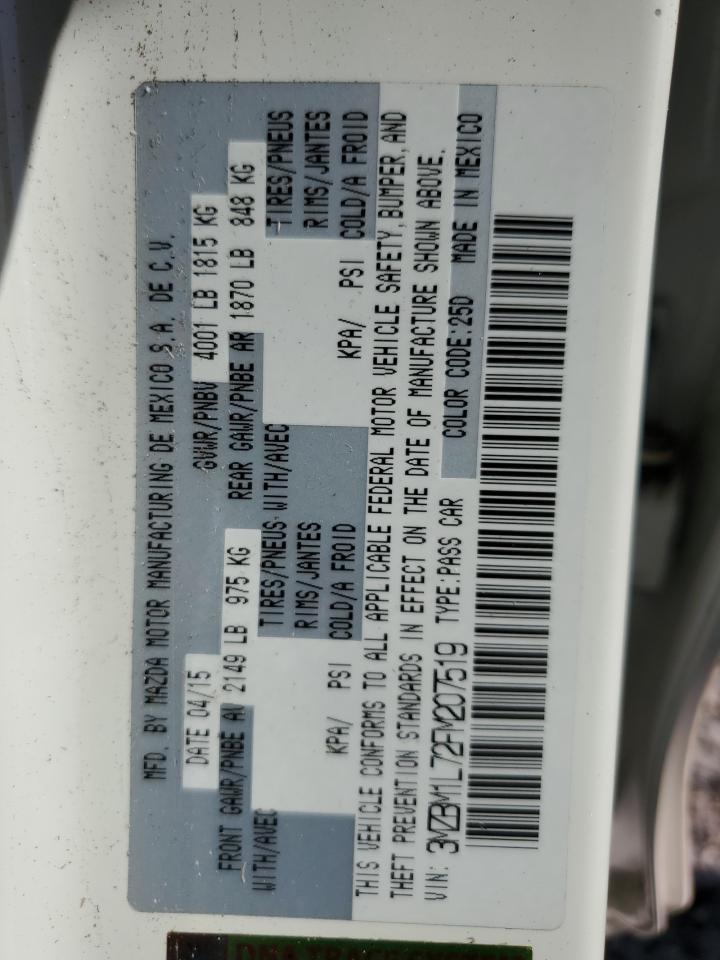 MFD. BY MAZDA MOTOR MANUFACTURING DE MEXICO S.A. DE C.V.
DATE 04/15 GVWR/PNBV 4001 LB 1815 KG
FRONT GAWR/PNBE AV 2149 LB 975 KG REAR GAWR/PNBE AR 1870 LB 848 KG
WITH/AVEC TIRES/PNEUS WITH/AVEC TIRES/PNEUS
RIMS/JANTES RIMS/JANTES
KPA/ PSI COLD/A FROID KPA/ PSI COLD/A FROID
THIS VEHICLE CONFORMS TO ALL APPLICABLE FEDERAL MOTOR VEHICLE SAFETY, BUMPER, AND
THEFT PREVENTION STANDARDS IN EFFECT ON THE DATE OF MANUFACTURE SHOWN ABOVE.
VIN: 3MZBM1L72FM207519 TYPE:PASS CAR COLOR CODE:25D MADE IN MEXICO